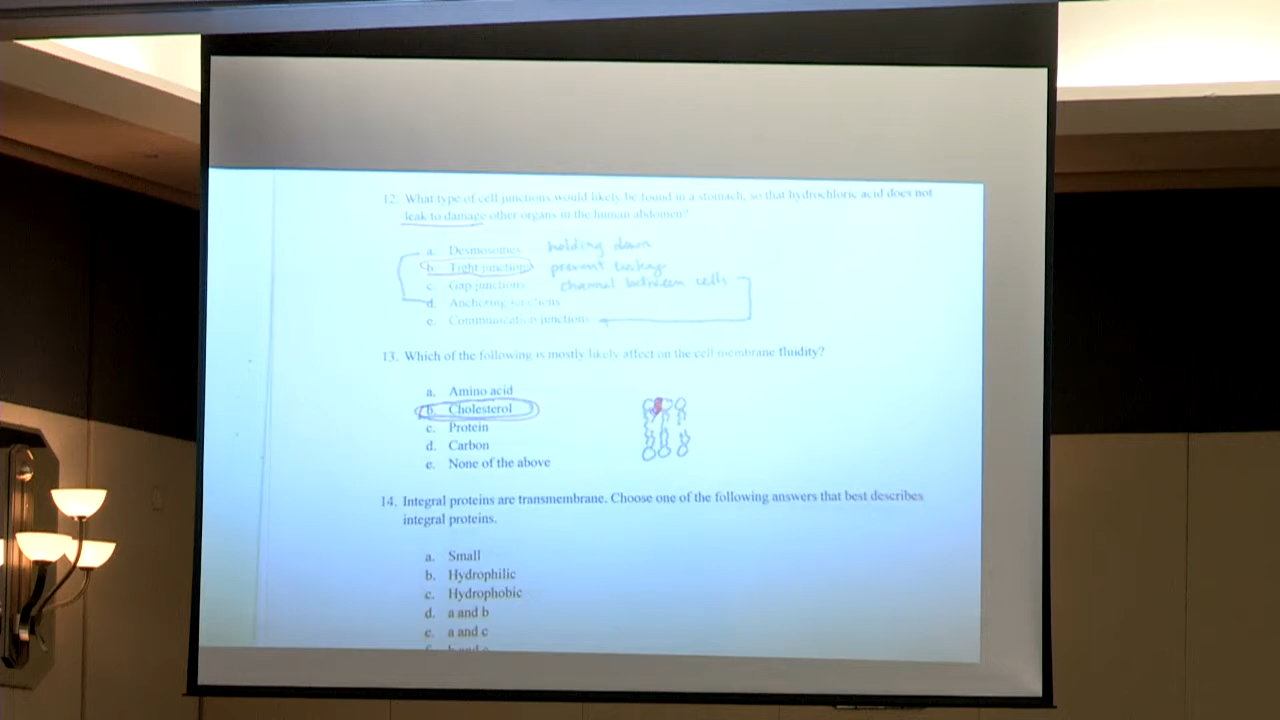 12. What type of cell junctions would likely be found in a stomach, so that hydrochloric acid does not
leak to damage other organs in the human abdomen?
a. Desmosomes holding down
b. Tight junctions prevent leakage
c. Gap junctions channel between cells
d. Anchoring junctions
e. Communication junctions
13. Which of the following is mostly likely affect on the cell membrane fluidity?
a. Amino acid
b. Cholesterol
c. Protein
d. Carbon
e. None of the above
14. Integral proteins are transmembrane. Choose one of the following answers that best describes
integral proteins.
a. Small
b. Hydrophilic
c. Hydrophobic
d. a and b
e. a and c